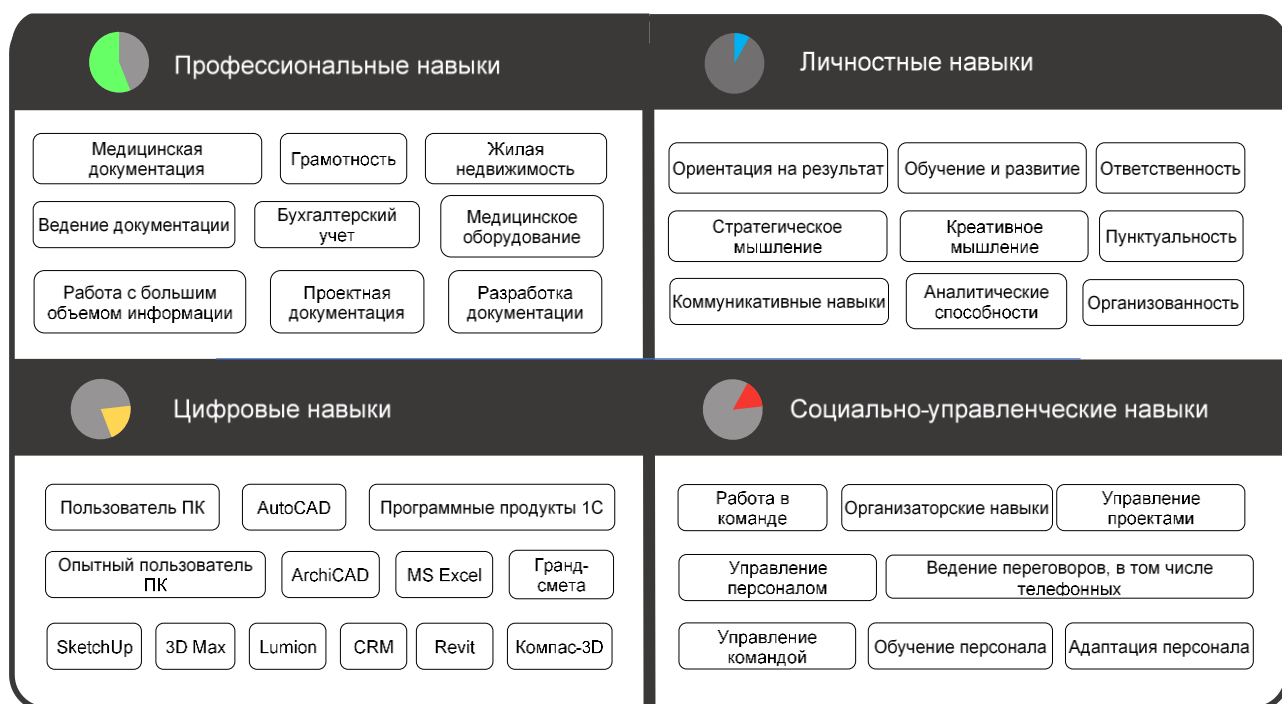 Профессиональные навыки
Медицинская
документация
Грамотность
Жилая
недвижимость
Ведение документации
Бухгалтерский
учет
Медицинское
оборудование
Работа с большим
объемом информации
Проектная
документация
Разработка
документации
Личностные навыки
Ориентация на результат
Обучение и развитие
Ответственность
Стратегическое
мышление
Креативное
мышление
Пунктуальность
Коммуникативные навыки
Аналитические
способности
Организованность
Цифровые навыки
Пользователь ПК
AutoCAD
Программные продукты 1С
Опытный пользователь
ПК
ArchiCAD
MS Excel
Гранд-
смета
SketchUp
3D Max
Lumion
CRM
Revit
Компас-3D
Социально-управленческие навыки
Работа в
команде
Организаторские навыки
Управление
проектами
Управление
персоналом
Ведение переговоров, в том числе
телефонных
Управление
командой
Обучение персонала
Адаптация персонала